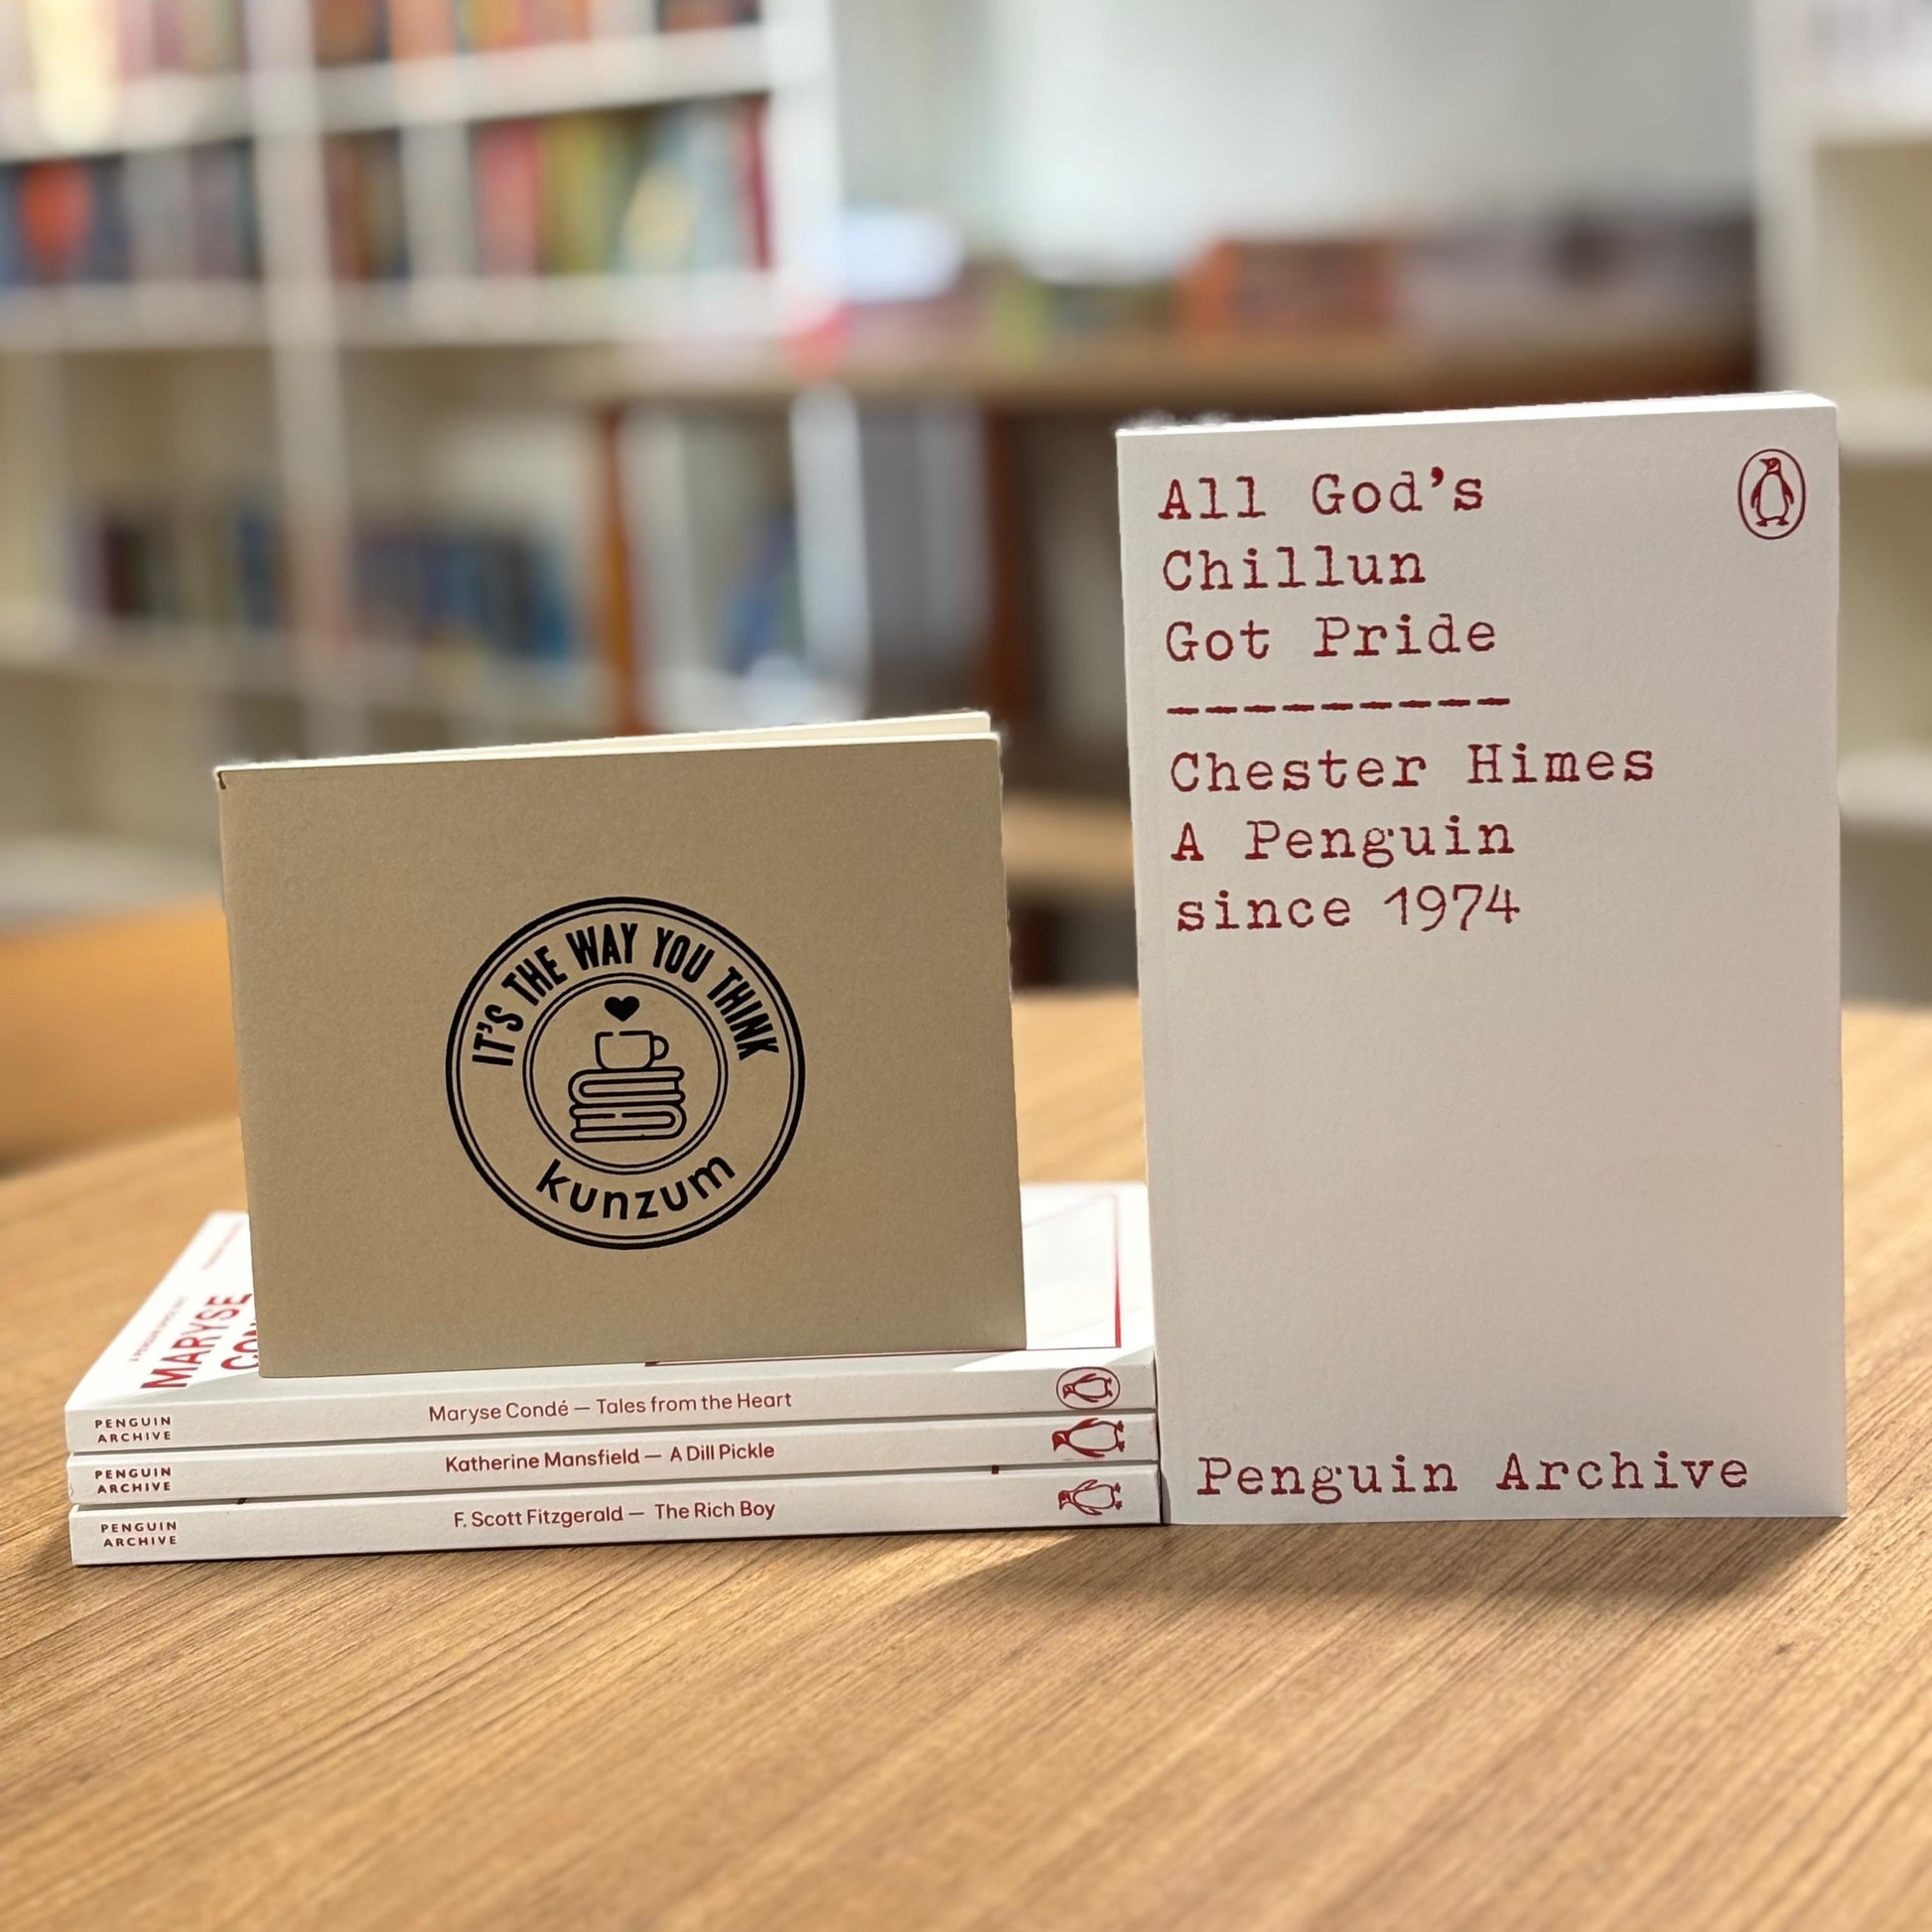 All God's
Chillun
Got Pride
---------
Chester Himes
A Penguin
since 1974
Penguin Archive
IT'S THE WAY YOU THINK
kunzum
MARYSE
PENGUIN
ARCHIVE
Maryse Condé — Tales from the Heart
PENGUIN
ARCHIVE
Katherine Mansfield — A Dill Pickle
PENGUIN
ARCHIVE
F. Scott Fitzgerald — The Rich Boy